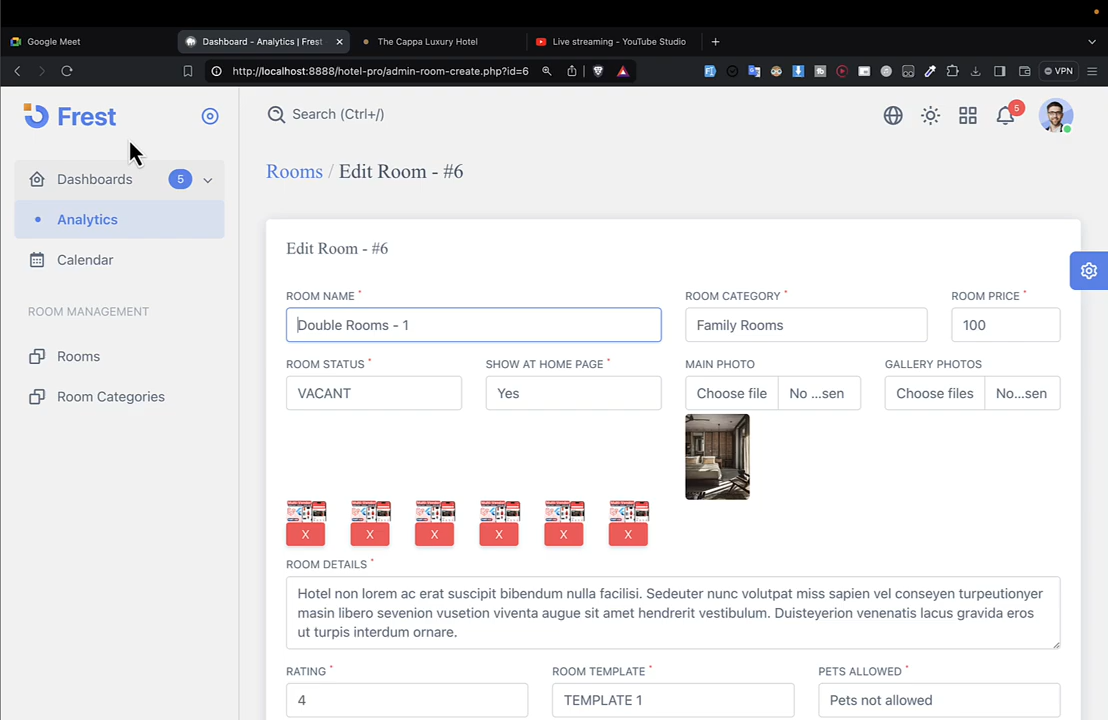 Google Meet
Dashboard - Analytics | Frest
The Cappa Luxury Hotel
Live streaming - YouTube Studio
http://localhost:8888/hotel-pro/admin-room-create.php?id=6
VPN
Frest
Search (Ctrl+/)
5
Dashboards 5
Analytics
Calendar
ROOM MANAGEMENT
Rooms
Room Categories
Rooms / Edit Room - #6
Edit Room - #6
ROOM NAME * ROOM CATEGORY * ROOM PRICE *
Double Rooms - 1 Family Rooms 100
ROOM STATUS * SHOW AT HOME PAGE * MAIN PHOTO GALLERY PHOTOS
VACANT Yes Choose file No ...sen Choose files No...sen
X X X X X X
ROOM DETAILS *
Hotel non lorem ac erat suscipit bibendum nulla facilisi. Sedeuter nunc volutpat miss sapien vel conseyen turpeutionyer
masin libero sevenion vusetion viventa augue sit amet hendrerit vestibulum. Duisteyerion venenatis lacus gravida eros
ut turpis interdum ornare.
RATING * ROOM TEMPLATE * PETS ALLOWED *
4 TEMPLATE 1 Pets not allowed